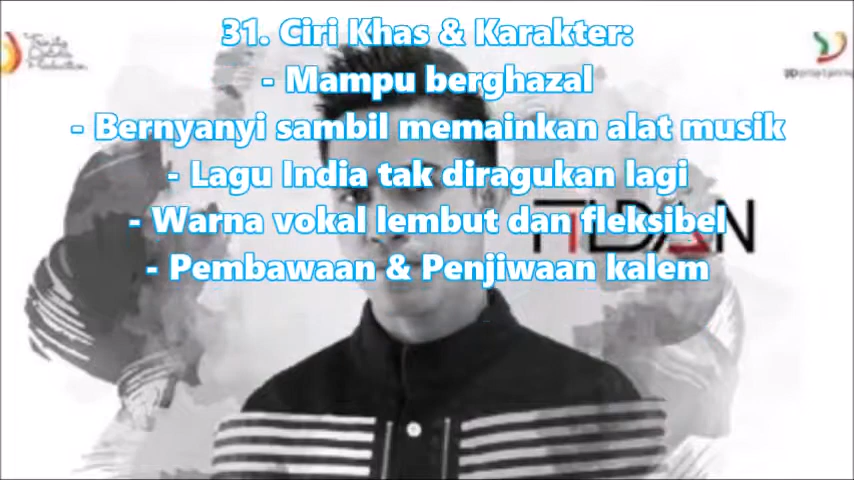 31. Ciri Khas & Karakter:
- Mampu berghazal
- Bernyanyi sambil memainkan alat musik
- Lagu India tak diragukan lagi
- Warna vokal lembut dan fleksibel
- Pembawaan & Penjiwaan kalem